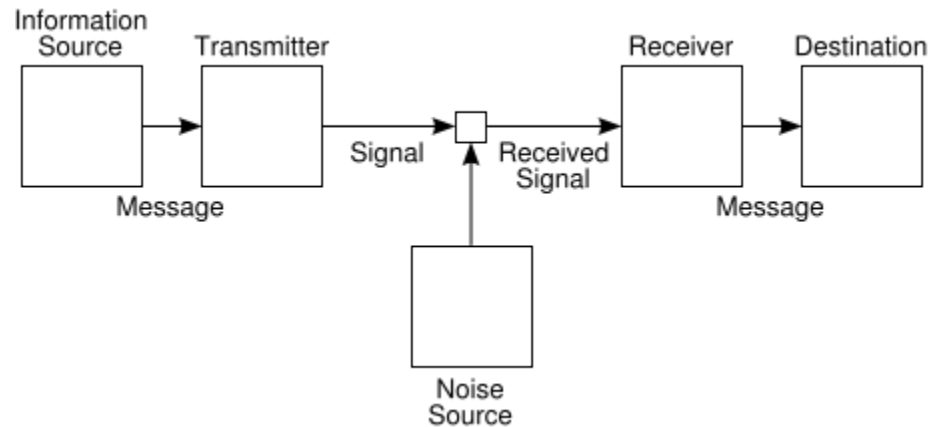 Information
Source
Transmitter
Receiver
Destination
Signal
Received
Signal
Message
Message
Noise
Source